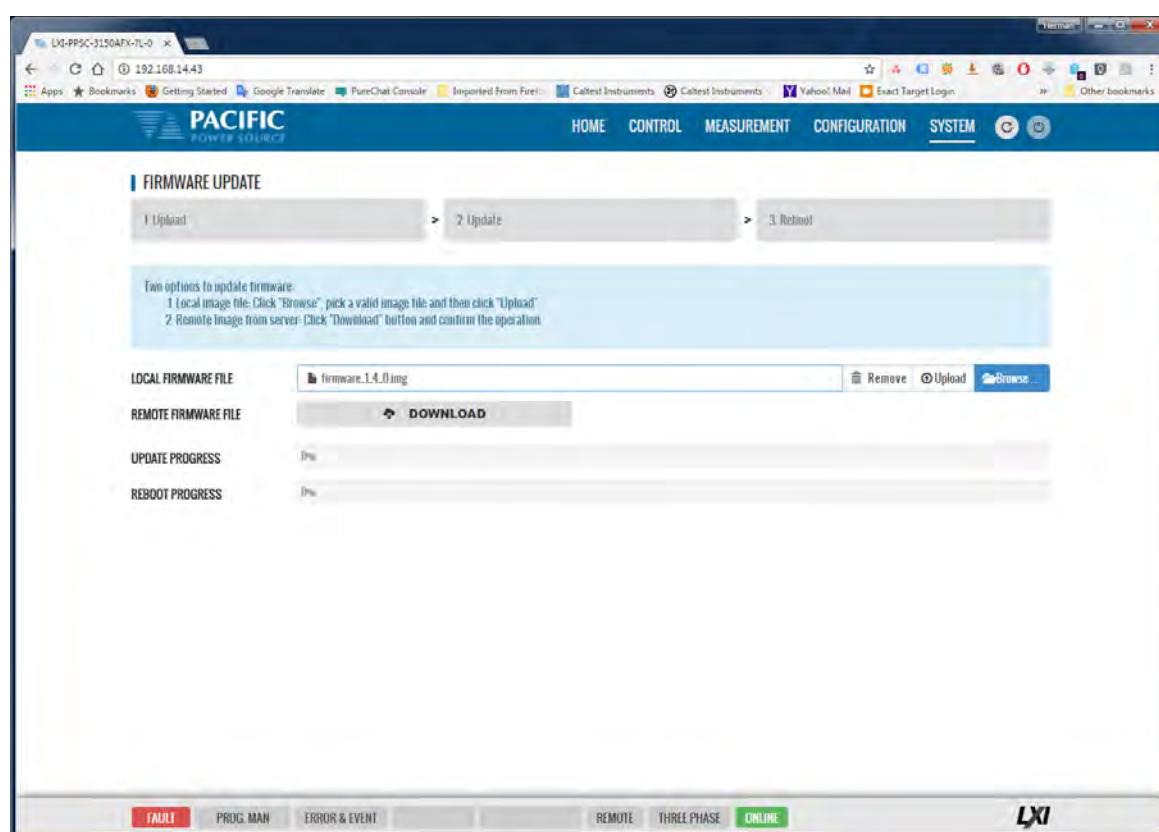 Herman
LXI-PPSC-3150AFX-7L-0 ×
192.168.14.43
Apps Bookmarks Getting Started Google Translate PureChat Console Imported From Firef Caltest Instruments Caltest Instruments Yahoo! Mail Exact Target Login » Other bookmarks
PACIFIC
POWER SOURCE
HOME CONTROL MEASUREMENT CONFIGURATION SYSTEM
FIRMWARE UPDATE
1. Upload > 2. Update > 3. Reboot
Two options to update firmware:
1. Local image file: Click "Browse", pick a valid image file and then click "Upload"
2. Remote Image from server: Click "Download" button and confirm the operation.
LOCAL FIRMWARE FILE firmware_1.4_0.img Remove Upload Browse ...
REMOTE FIRMWARE FILE DOWNLOAD
UPDATE PROGRESS 0%
REBOOT PROGRESS 0%
FAULT PROG. MAN ERROR & EVENT REMOTE THREE PHASE ONLINE LXI